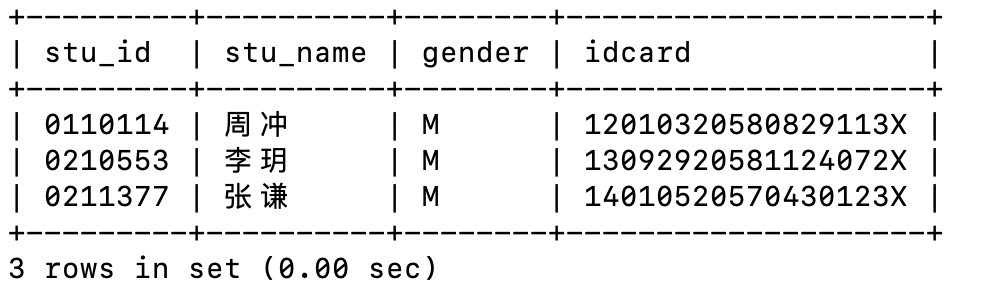 +---------+----------+--------+--------------------+
| stu_id  | stu_name | gender | idcard             |
+---------+----------+--------+--------------------+
| 0110114 | 周冲     | M      | 12010320580829113X |
| 0210553 | 李玥     | M      | 13092920581124072X |
| 0211377 | 张谦     | M      | 14010520570430123X |
+---------+----------+--------+--------------------+
3 rows in set (0.00 sec)